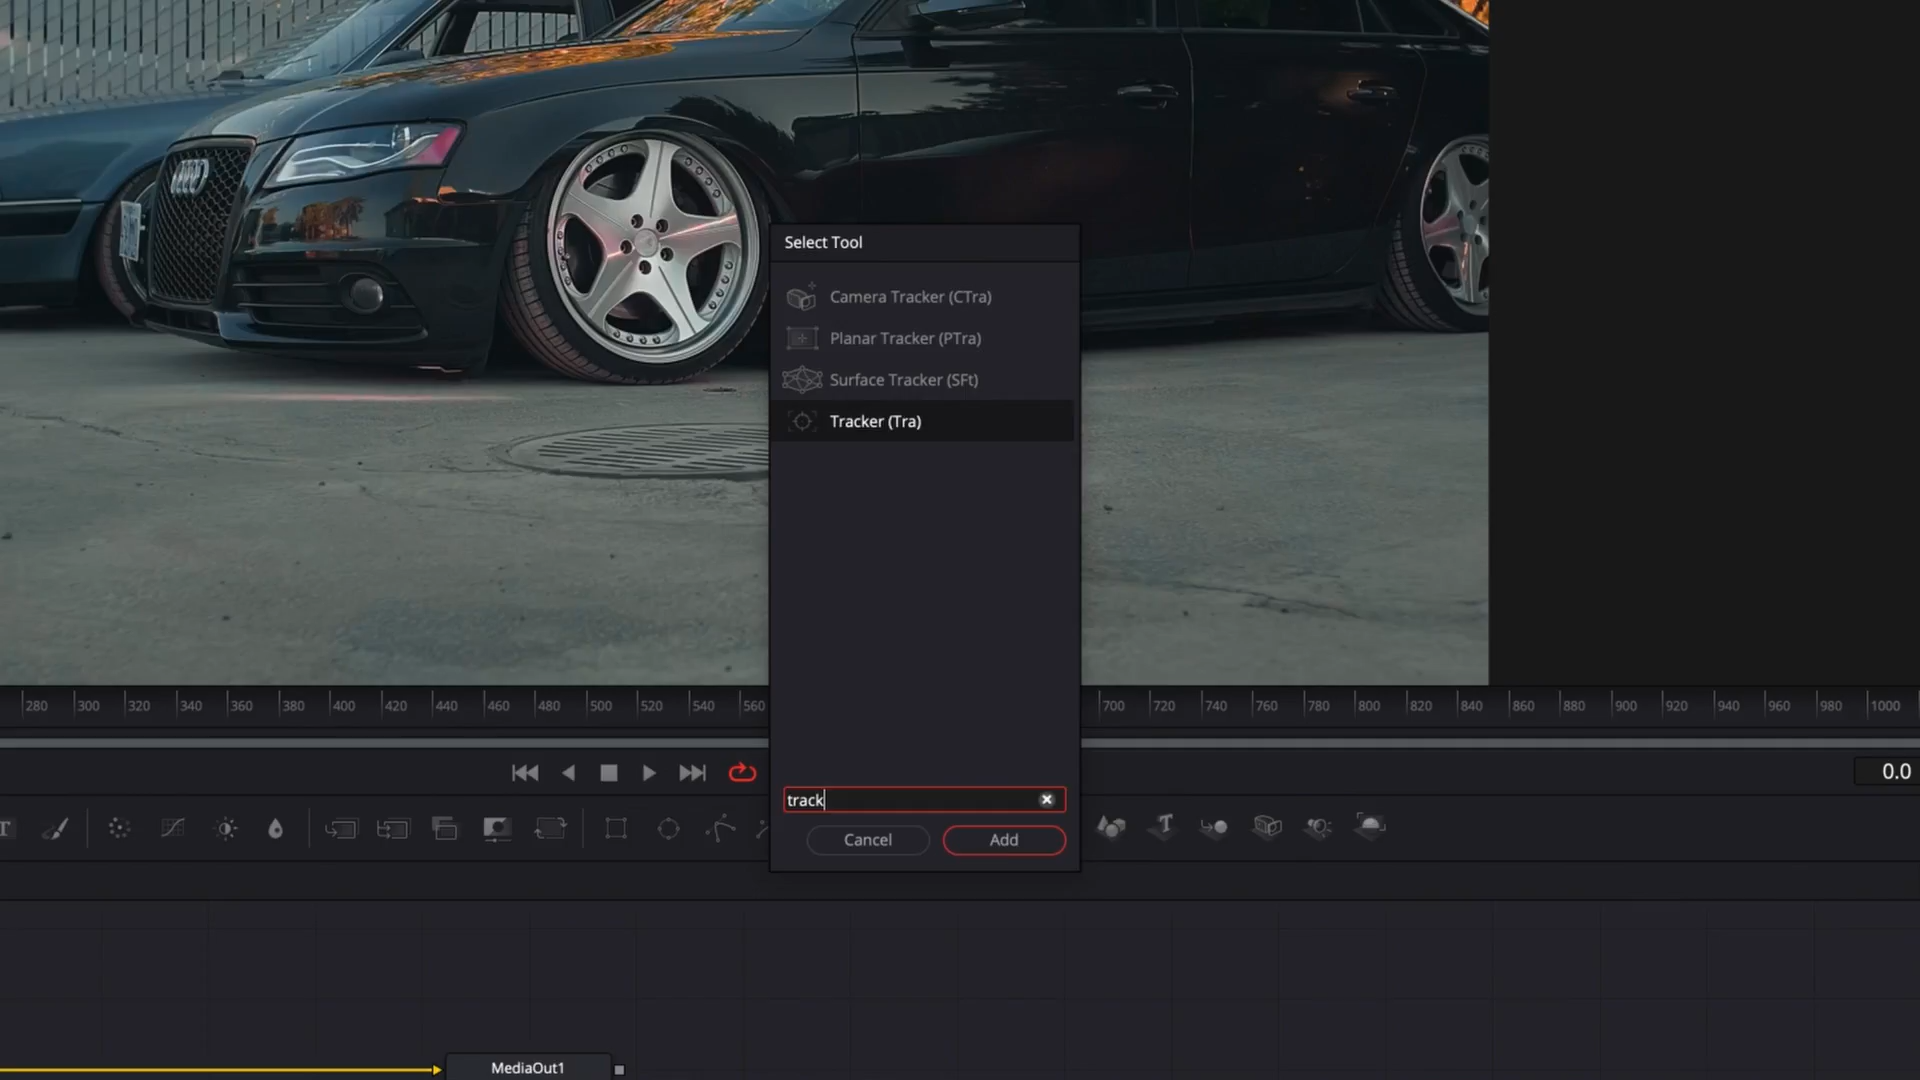 Select Tool
Camera Tracker (CTra)
Planar Tracker (PTra)
Surface Tracker (SFt)
Tracker (Tra)
280 300 320 340 360 380 400 420 440 460 480 500 520 540 560 700 720 740 760 780 800 820 840 860 880 900 920 940 960 980 1000
0.0
track
Cancel Add
MediaOut1